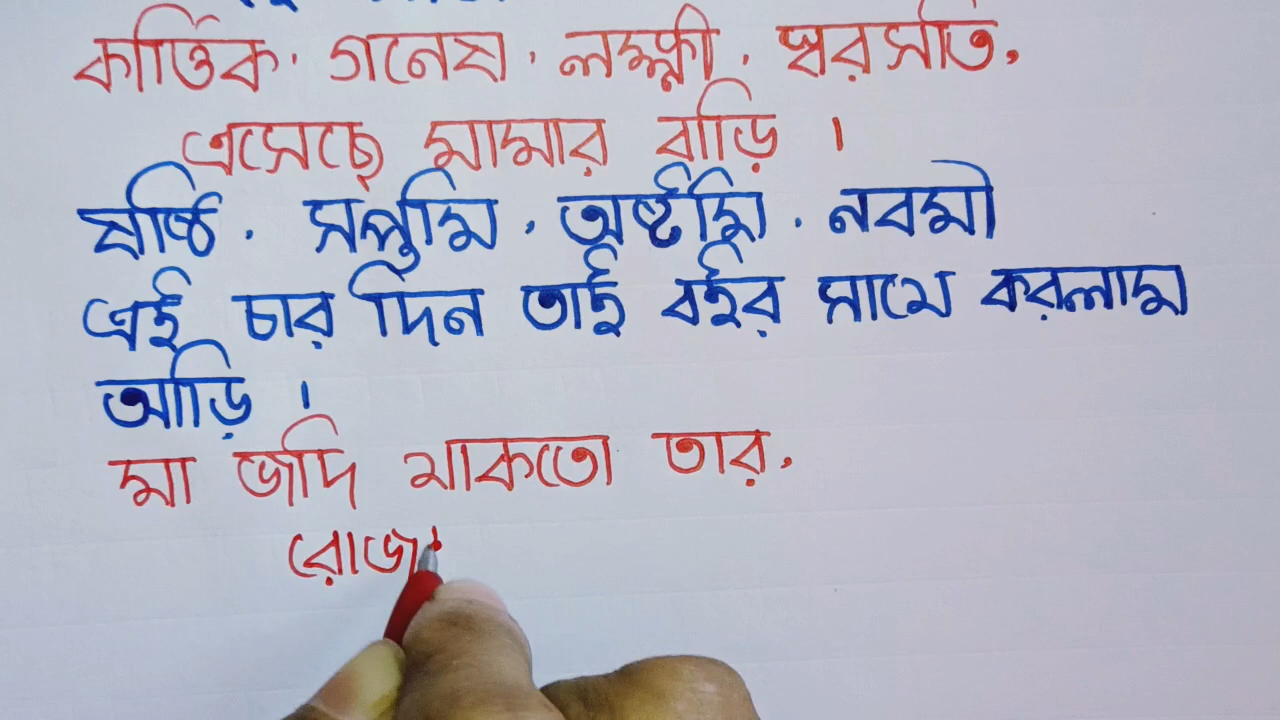 কার্ত্তিক. গনেষ. লক্ষ্মী. স্বরসতি,
এসেছে মামার বাড়ি ।
ষষ্ঠি. সপ্তমি. অষ্টমি. নবমী
এই চার দিন তাই বইর সাথে করলাম
আড়ি ।
মা জদি থাকতো তার,
রোজ